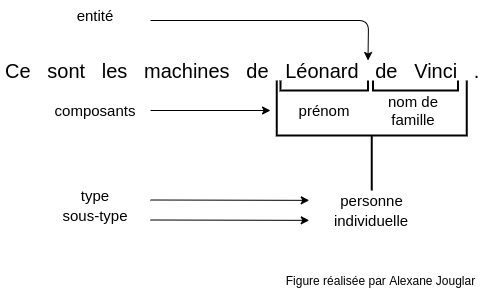 entité
Ce sont les machines de Léonard de Vinci .
composants
prénom
nom de
famille
type
sous-type
personne
individuelle
Figure réalisée par Alexane Jouglar